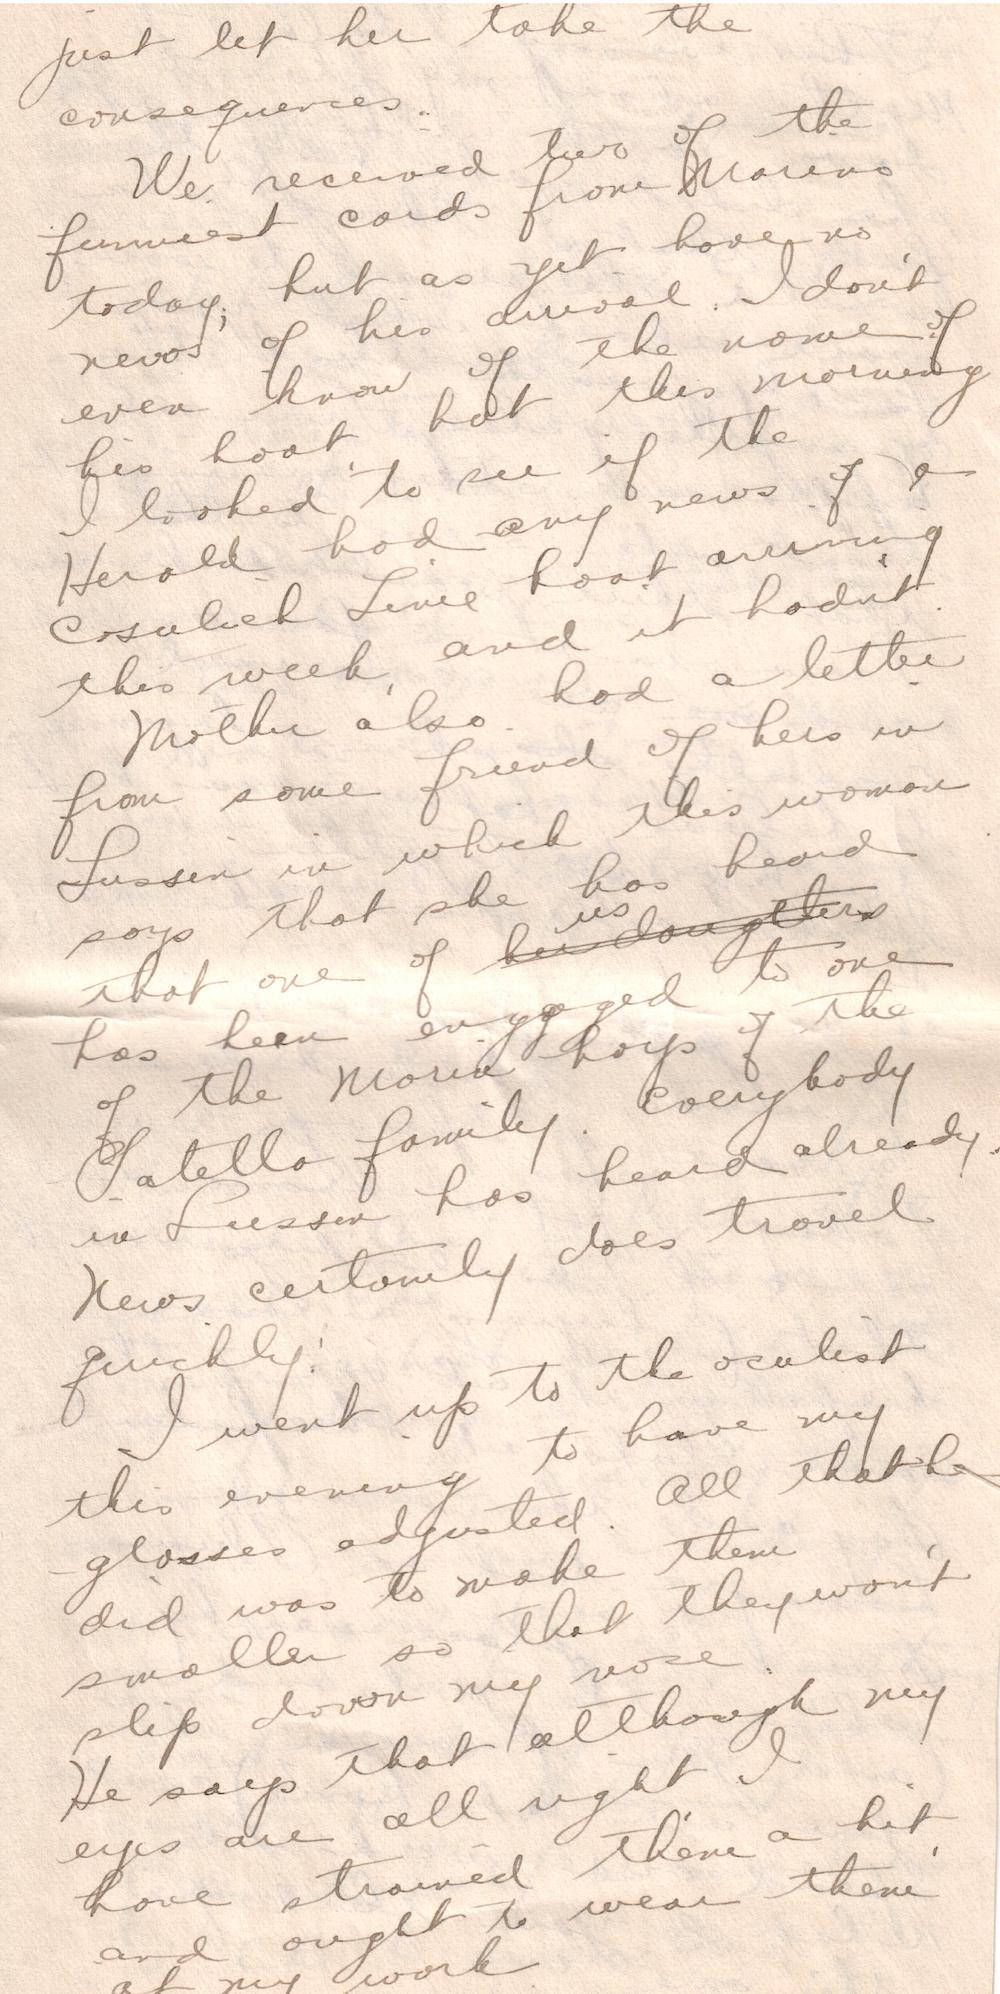 just let her take the
consequences.
We received two of the
funniest cards from Marino
today; but as yet have no
news of his arrival. I don't
even know of the name of
his boat, but this morning
I looked to see if the
Herald had any news of a
Cosulich Line boat arriving
this week, and it hadn't.
Mother also had a letter
from some friend of hers in
Lussin in which this woman
says that she has heard
that one of her daughters us
has been engaged to one
of the Morin boys of the
Patella family. Everybody
in Lussin has heard already.
News certainly does travel
quickly!
I went up to the oculist
this evening to have my
glasses adjusted. All that he
did was to make them
smaller so that they won't
slip down my nose.
He says that although my
eyes are all right I
have strained them a bit,
and ought to wear them
at my work